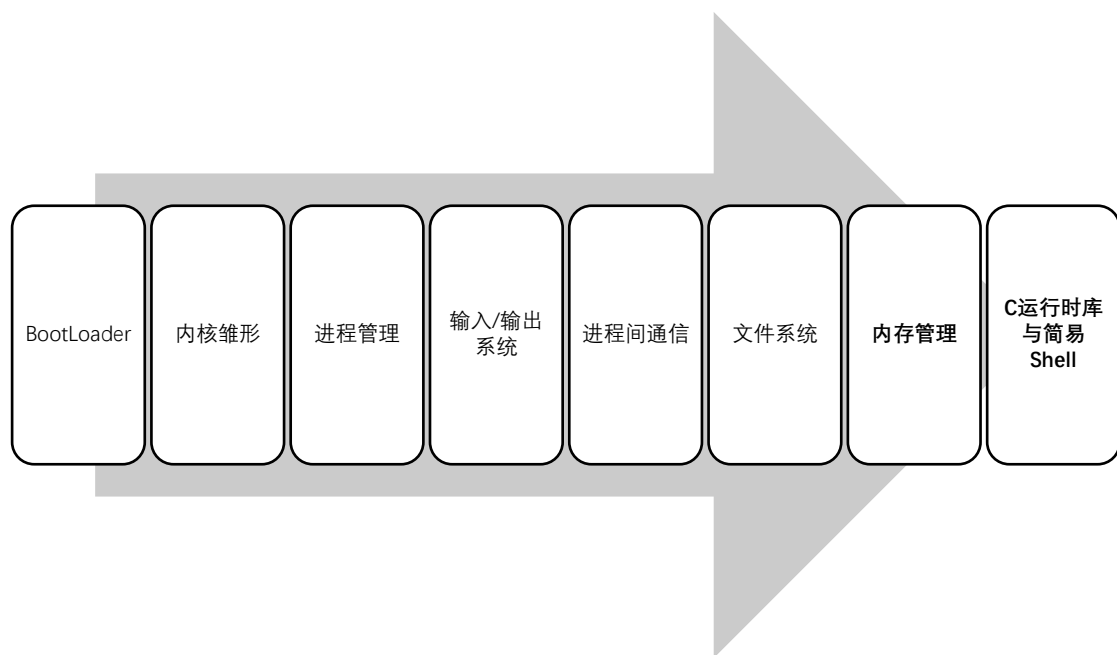 BootLoader
内核雏形
进程管理
输入/输出
系统
进程间通信
文件系统
内存管理
C运行时库
与简易
Shell